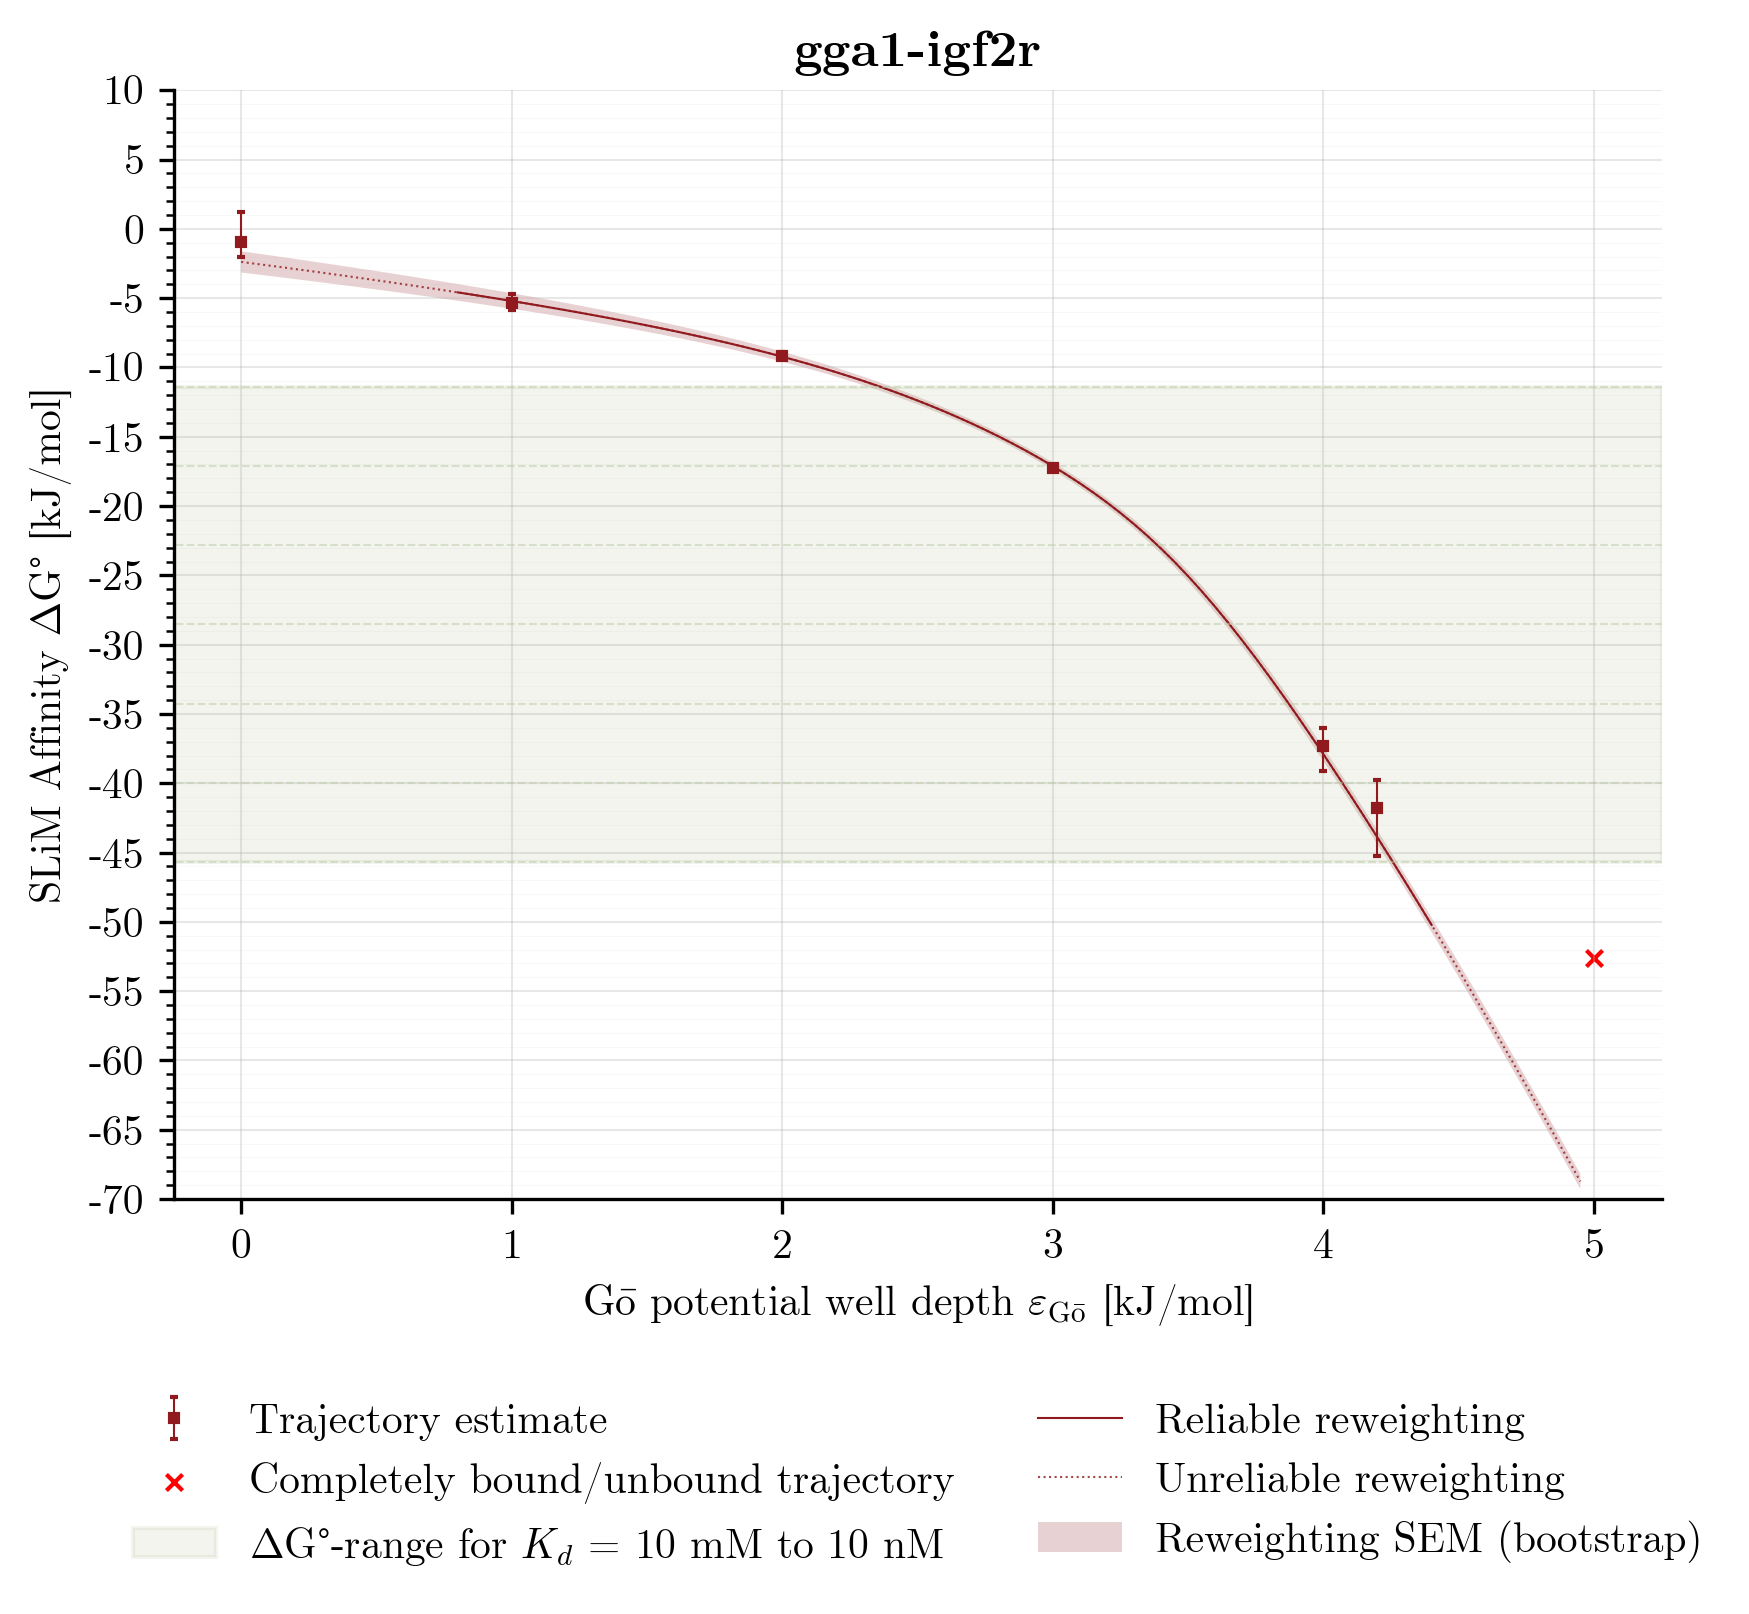 gga1-igf2r
10
5
0
-5
-10
-15
-20
-25
-30
-35
-40
-45
-50
-55
-60
-65
-70
SLiM Affinity ΔG° [kJ/mol]
0 1 2 3 4 5
Gō potential well depth ε_Gō [kJ/mol]
Trajectory estimate
Completely bound/unbound trajectory
ΔG°-range for K_d = 10 mM to 10 nM
Reliable reweighting
Unreliable reweighting
Reweighting SEM (bootstrap)